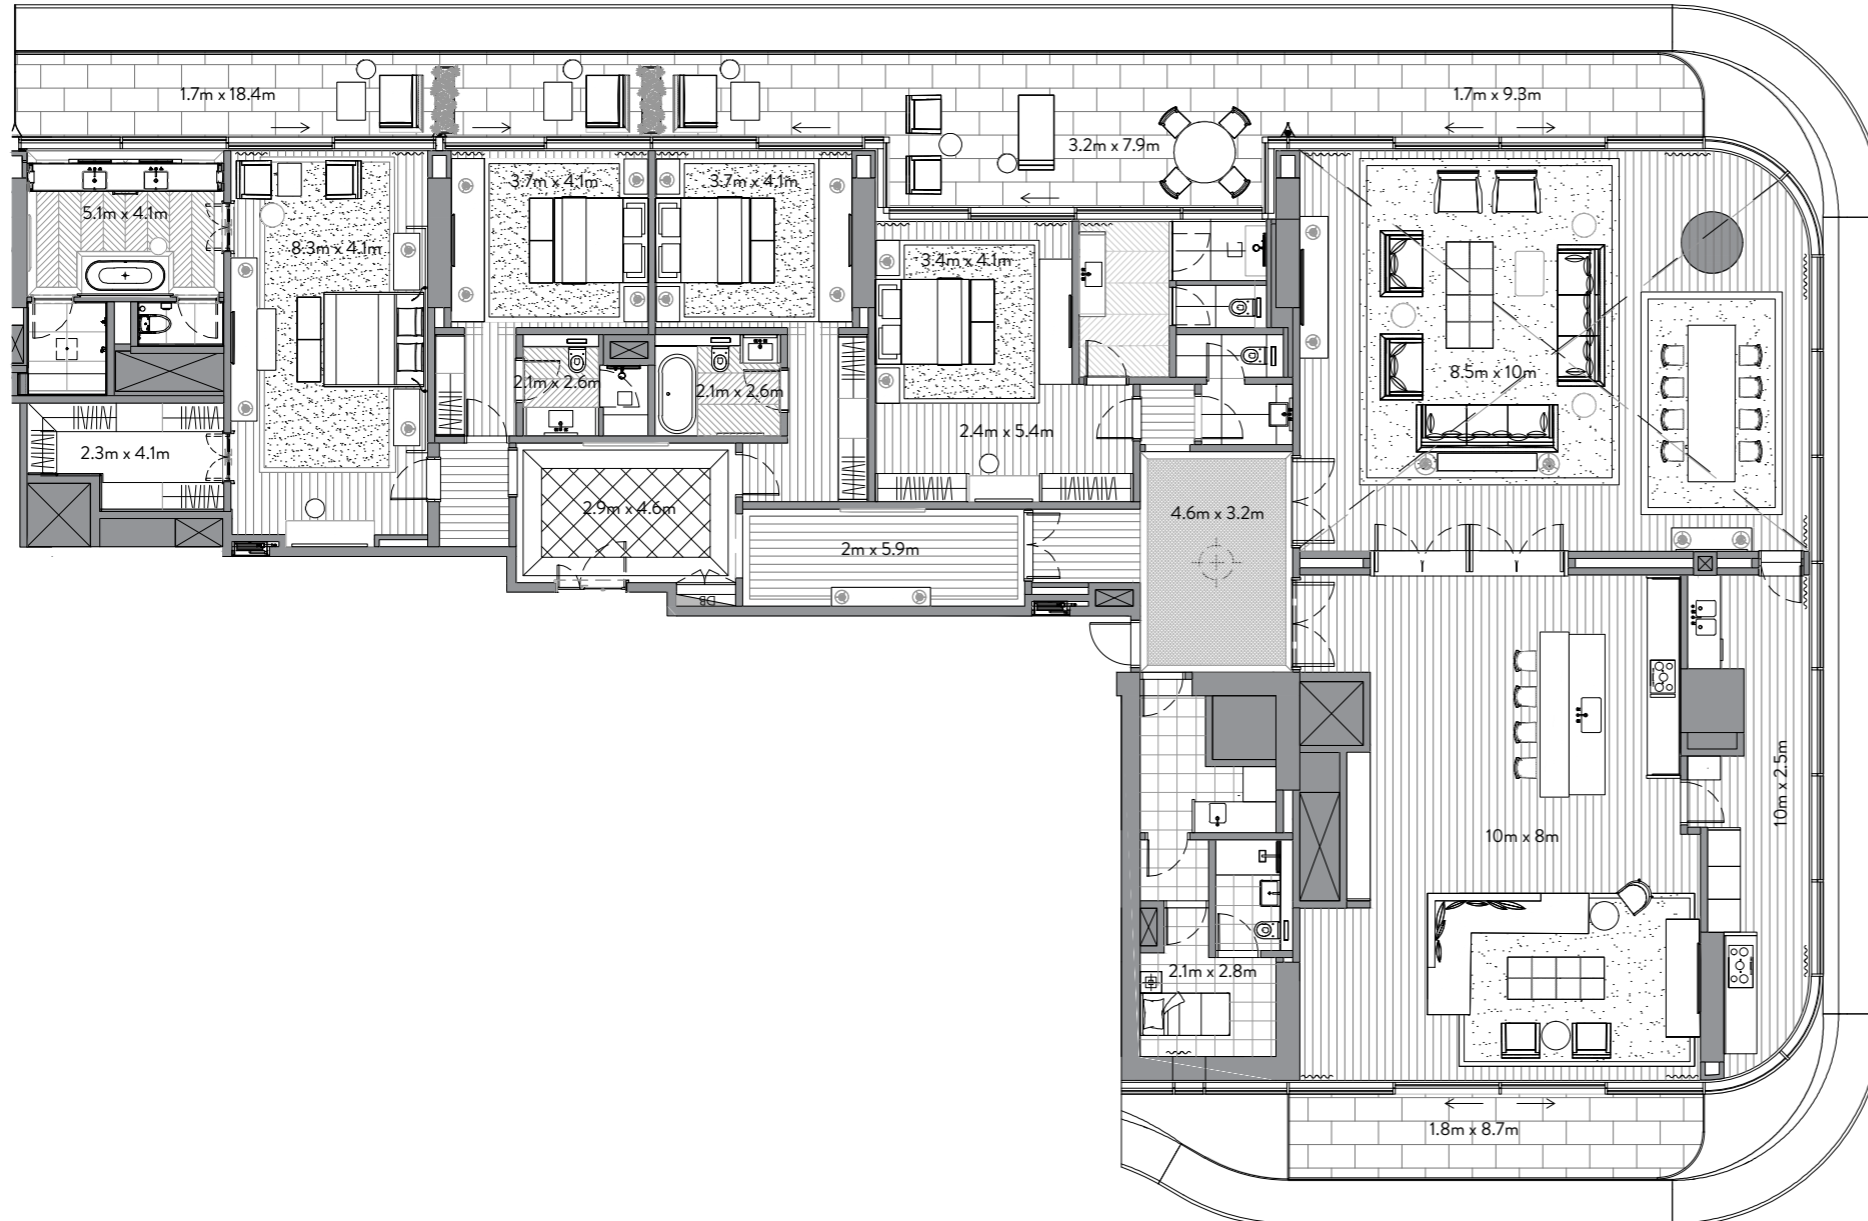 1.7m x 18.4m
1.7m x 9.3m
3.2m x 7.9m
5.1m x 4.1m
3.7m x 4.1m
3.7m x 4.1m
8.3m x 4.1m
3.4m x 4.1m
8.5m x 10m
2.1m x 2.6m
2.1m x 2.6m
2.4m x 5.4m
2.3m x 4.1m
2.9m x 4.6m
4.6m x 3.2m
2m x 5.9m
DB
10m x 2.5m
10m x 8m
2.1m x 2.8m
1.8m x 8.7m